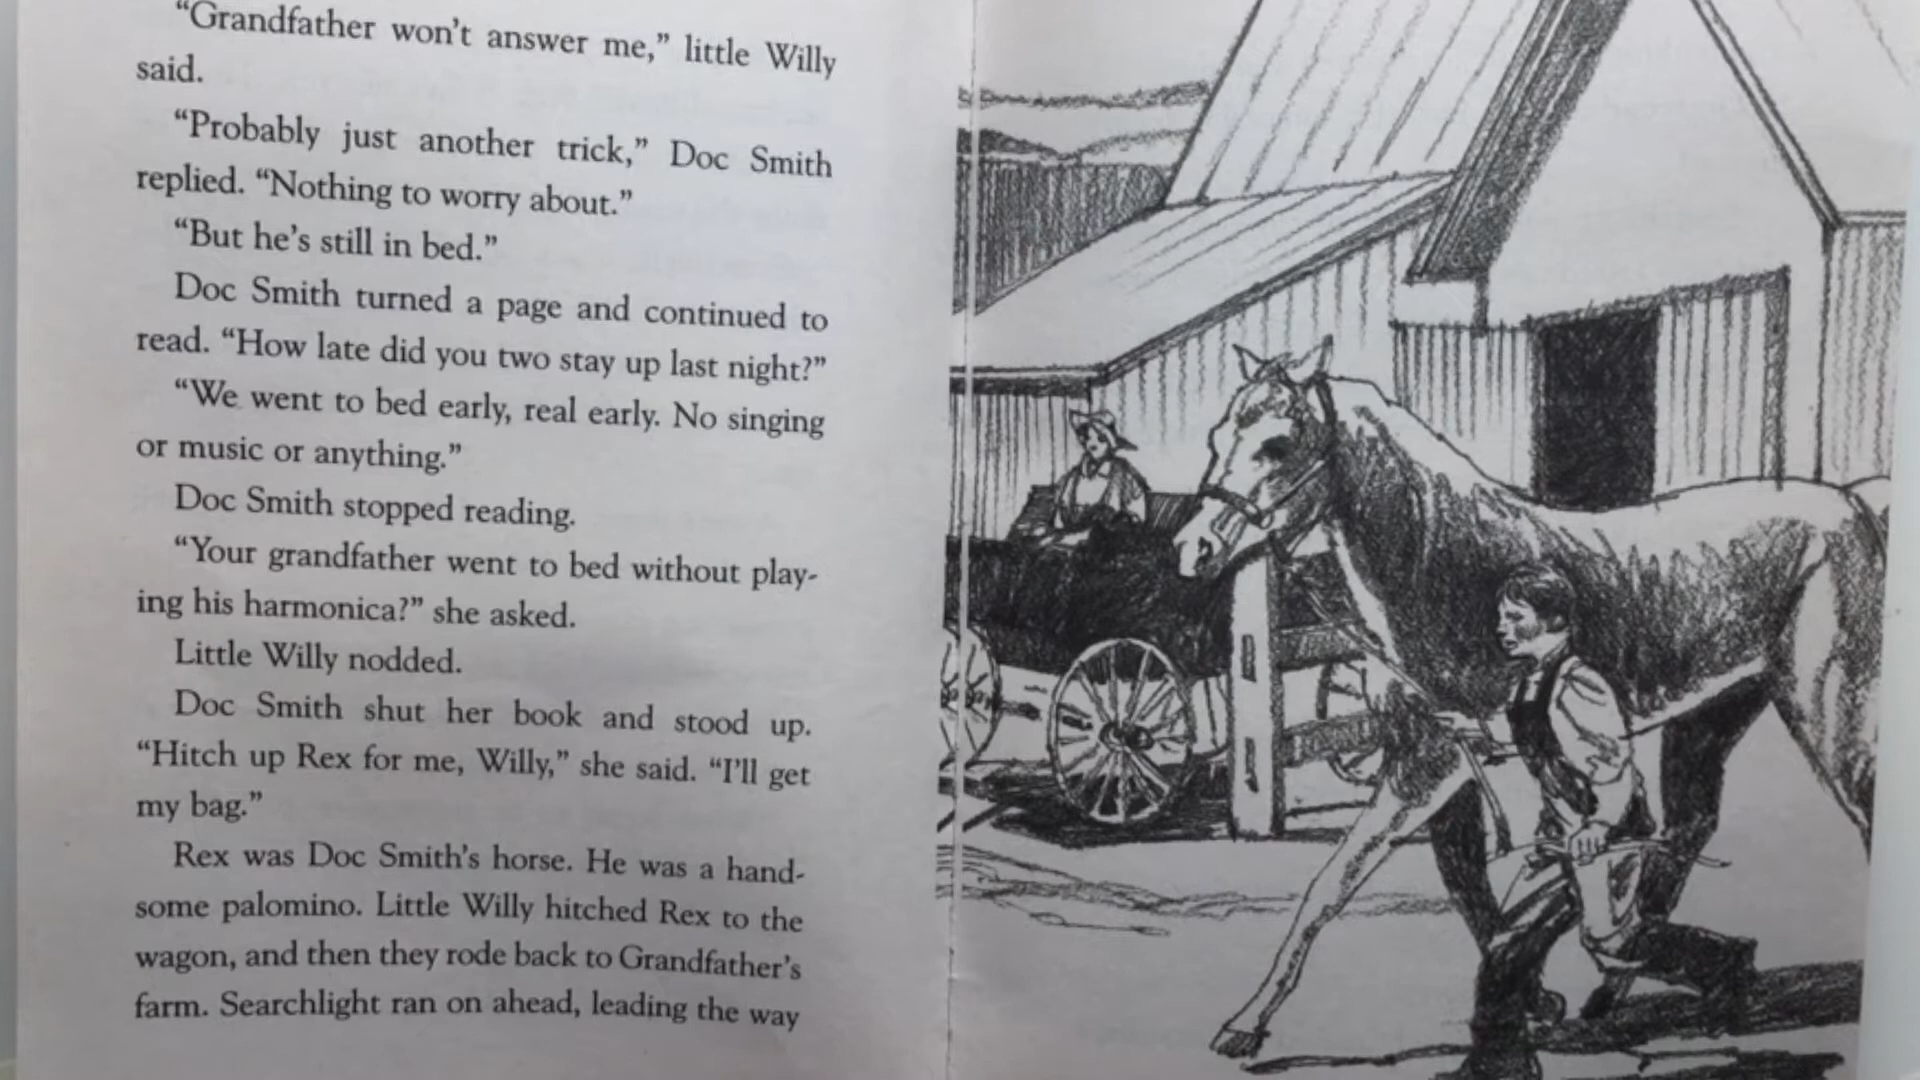 “Grandfather won’t answer me,” little Willy
said.
“Probably just another trick,” Doc Smith
replied. “Nothing to worry about.”
“But he’s still in bed.”
Doc Smith turned a page and continued to
read. “How late did you two stay up last night?”
“We went to bed early, real early. No singing
or music or anything.”
Doc Smith stopped reading.
“Your grandfather went to bed without play-
ing his harmonica?” she asked.
Little Willy nodded.
Doc Smith shut her book and stood up.
“Hitch up Rex for me, Willy,” she said. “I’ll get
my bag.”
Rex was Doc Smith’s horse. He was a hand-
some palomino. Little Willy hitched Rex to the
wagon, and then they rode back to Grandfather’s
farm. Searchlight ran on ahead, leading the way